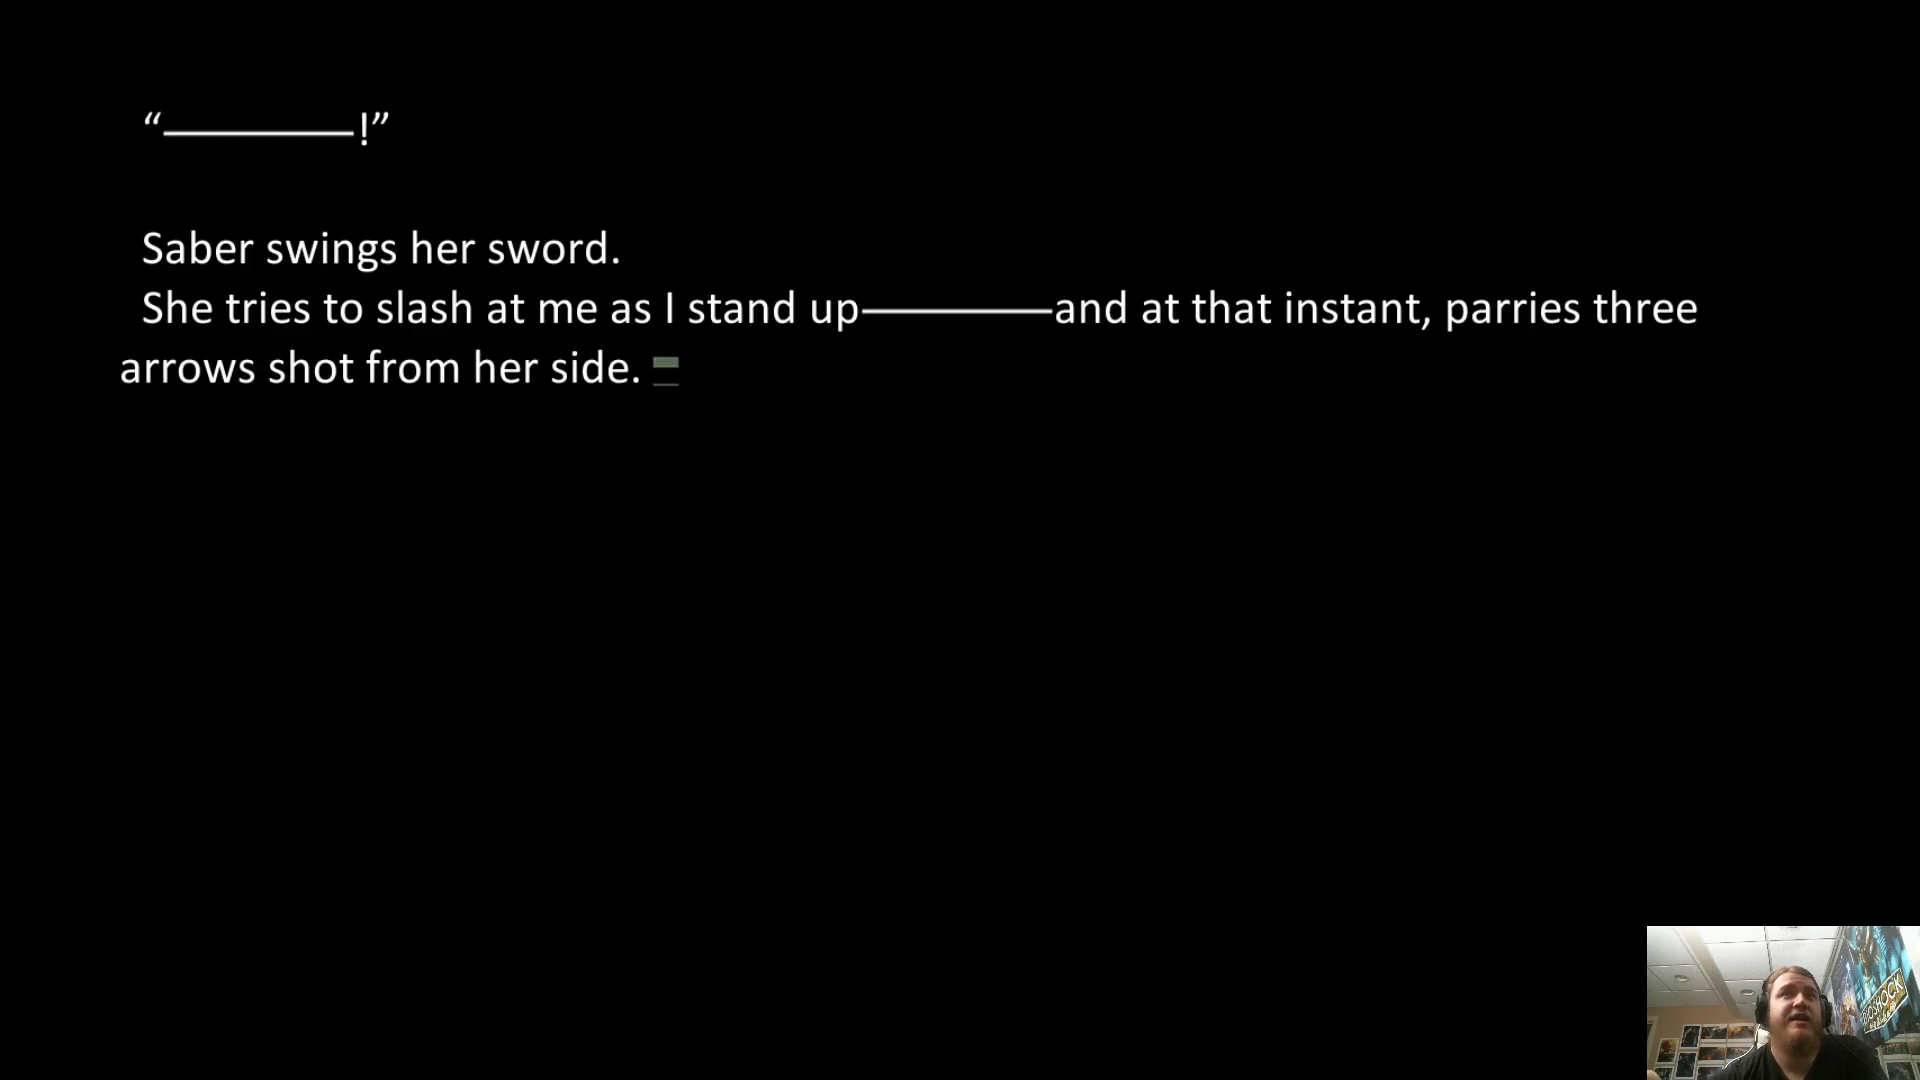 “————!”
Saber swings her sword.
She tries to slash at me as I stand up————and at that instant, parries three
arrows shot from her side.
BIOSHOCK